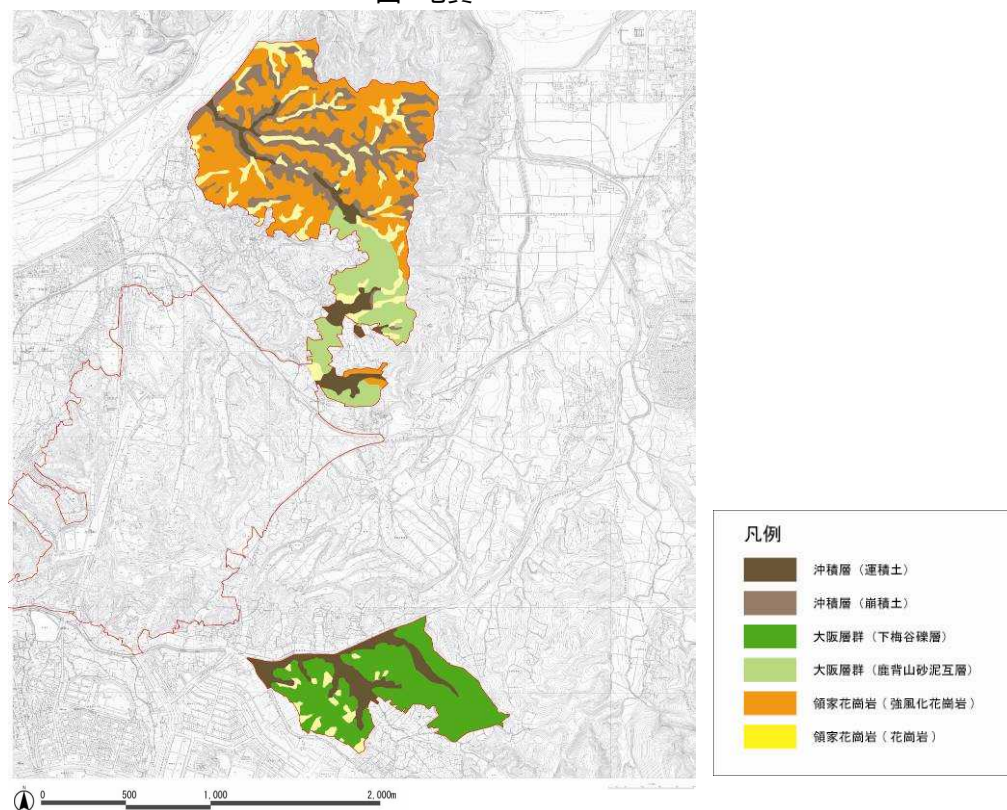 凡例
沖積層（運積土）
沖積層（崩積土）
大阪層群（下梅谷礫層）
大阪層群（鹿背山砂泥互層）
領家花崗岩（強風化花崗岩）
領家花崗岩（花崗岩）
N
0 500 1,000 2,000m